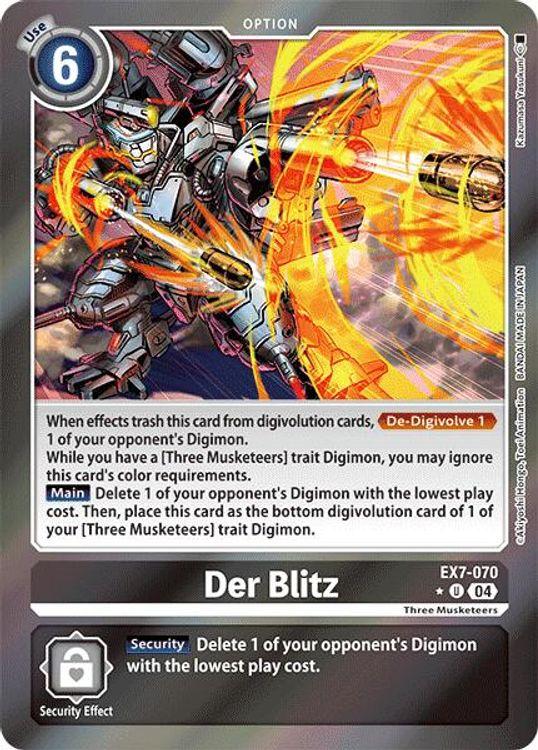 OPTION
Use
6
Kazumasa Yasukuni
When effects trash this card from digivolution cards, De-Digivolve 1
1 of your opponent's Digimon.
While you have a [Three Musketeers] trait Digimon, you may ignore
this card's color requirements.
Main Delete 1 of your opponent's Digimon with the lowest play
cost. Then, place this card as the bottom digivolution card of 1 of
your [Three Musketeers] trait Digimon.
©Akiyoshi Hongo, Toei Animation BANDAI MADE IN JAPAN
Der Blitz
EX7-070
U 04
Three Musketeers
Security Delete 1 of your opponent's Digimon
with the lowest play cost.
Security Effect